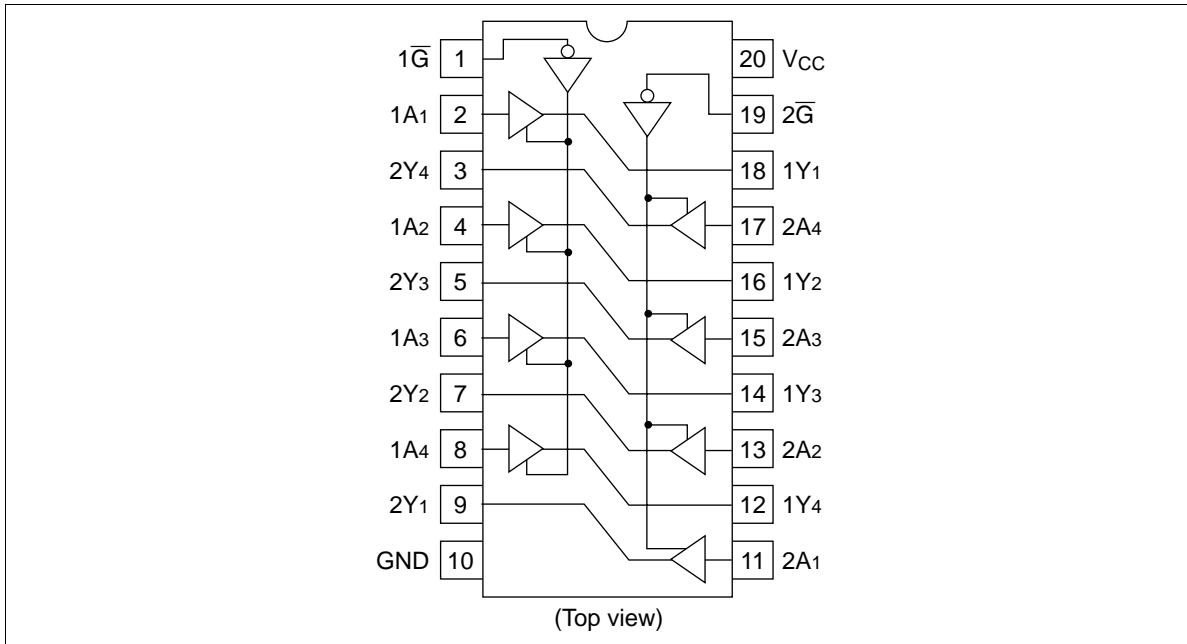 1G̅ 1 20 VCC
1A1 2 19 2G̅
2Y4 3 18 1Y1
1A2 4 17 2A4
2Y3 5 16 1Y2
1A3 6 15 2A3
2Y2 7 14 1Y3
1A4 8 13 2A2
2Y1 9 12 1Y4
GND 10 11 2A1
(Top view)